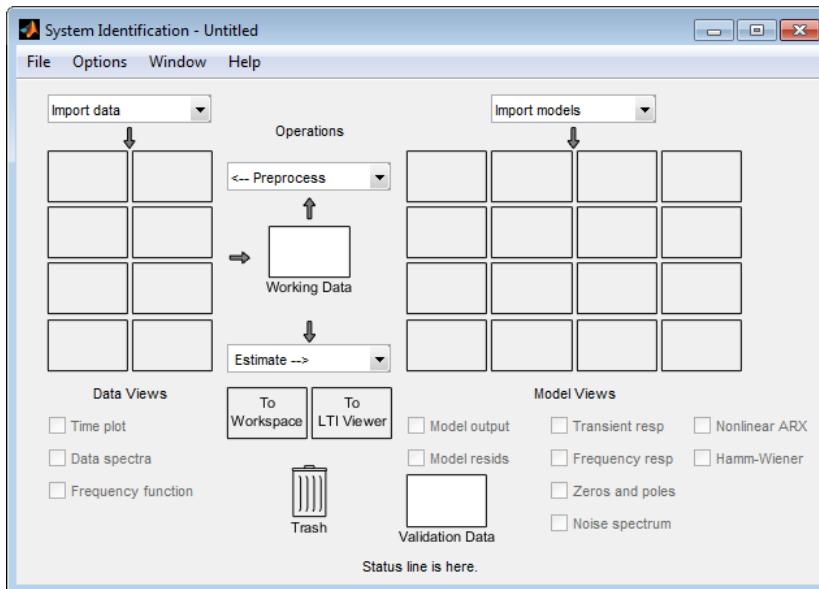 System Identification - Untitled
File Options Window Help
Import data
Import models
Operations
<-- Preprocess
Working Data
Estimate -->
Data Views
To Workspace
To LTI Viewer
Model Views
Time plot
Data spectra
Frequency function
Model output
Model resids
Transient resp
Frequency resp
Zeros and poles
Noise spectrum
Nonlinear ARX
Hamm-Wiener
Trash
Validation Data
Status line is here.